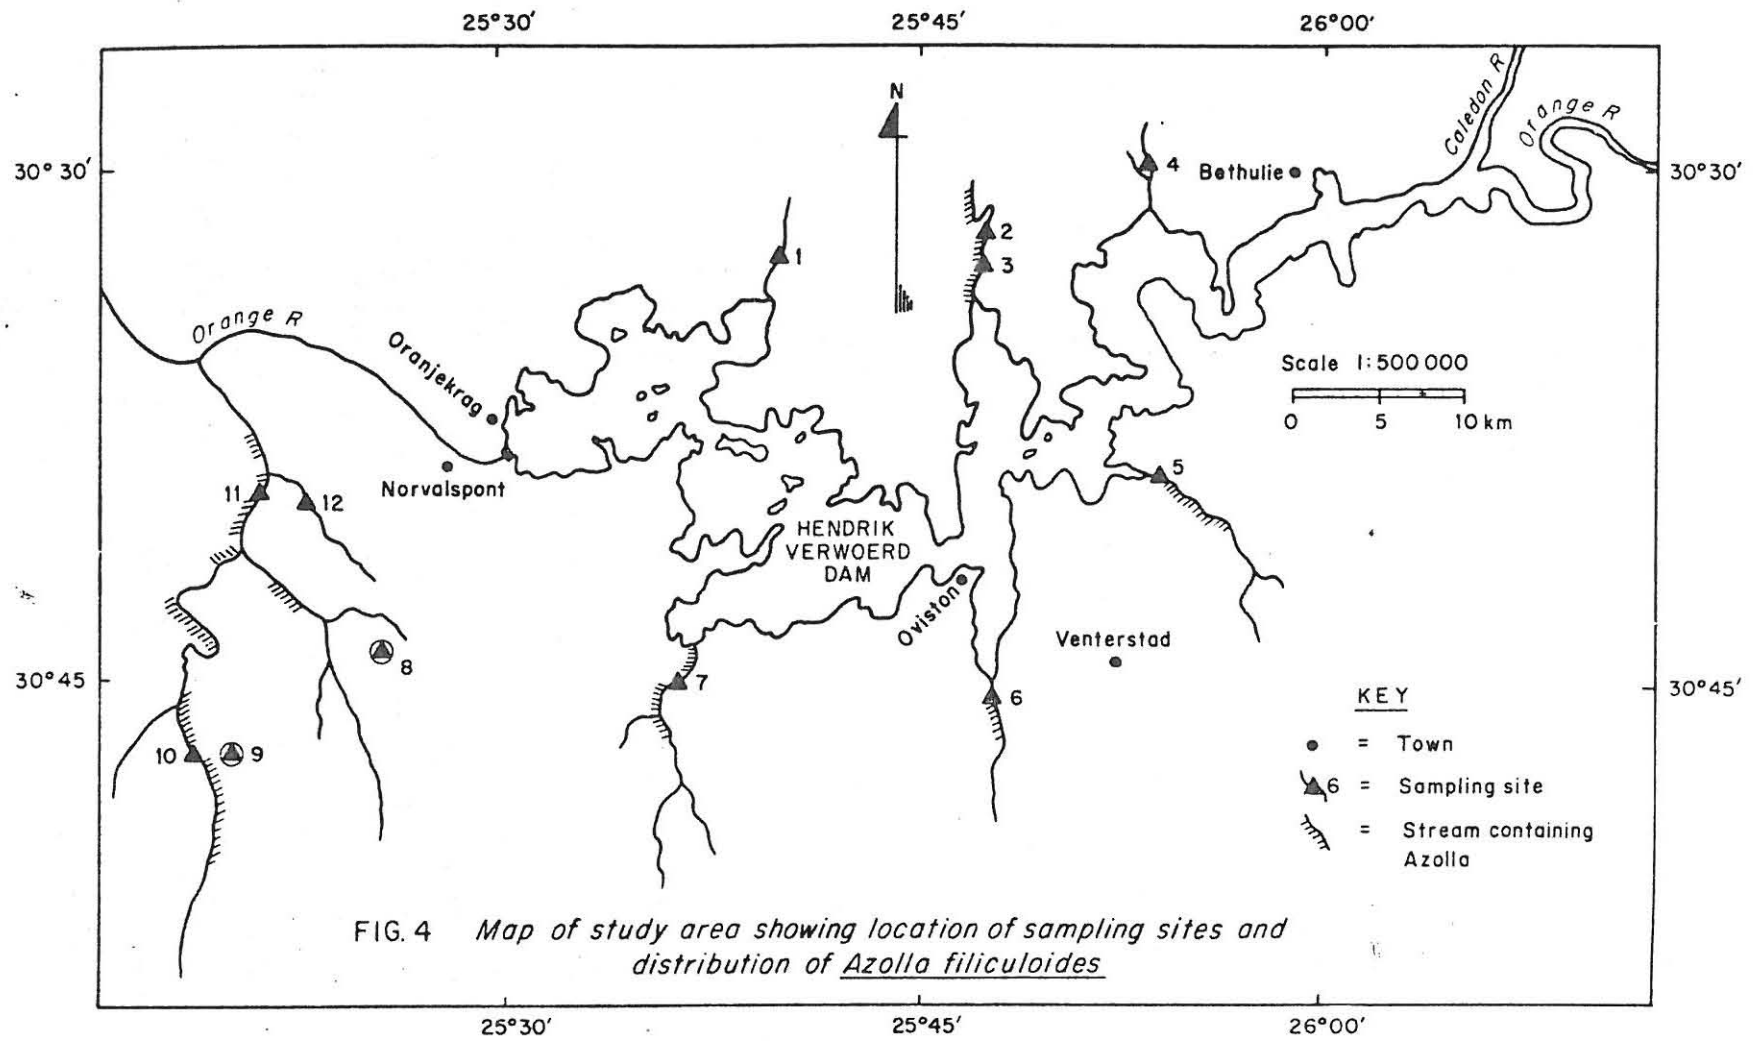 25°30' 25°45' 26°00'
30°30' 30°30'
30°45' 30°45'
25°30' 25°45' 26°00'
N
Caledon R
Orange R
4
Bethulie
2
3
1
Orange R
Oranjekrag
Norvalspont
Scale 1:500 000
0 5 10 km
5
11
12
HENDRIK
VERWOERD
DAM
Oviston
Venterstad
8
7
6
10
9
KEY
= Town
6 = Sampling site
= Stream containing
Azolla
FIG. 4 Map of study area showing location of sampling sites and
distribution of Azolla filiculoides